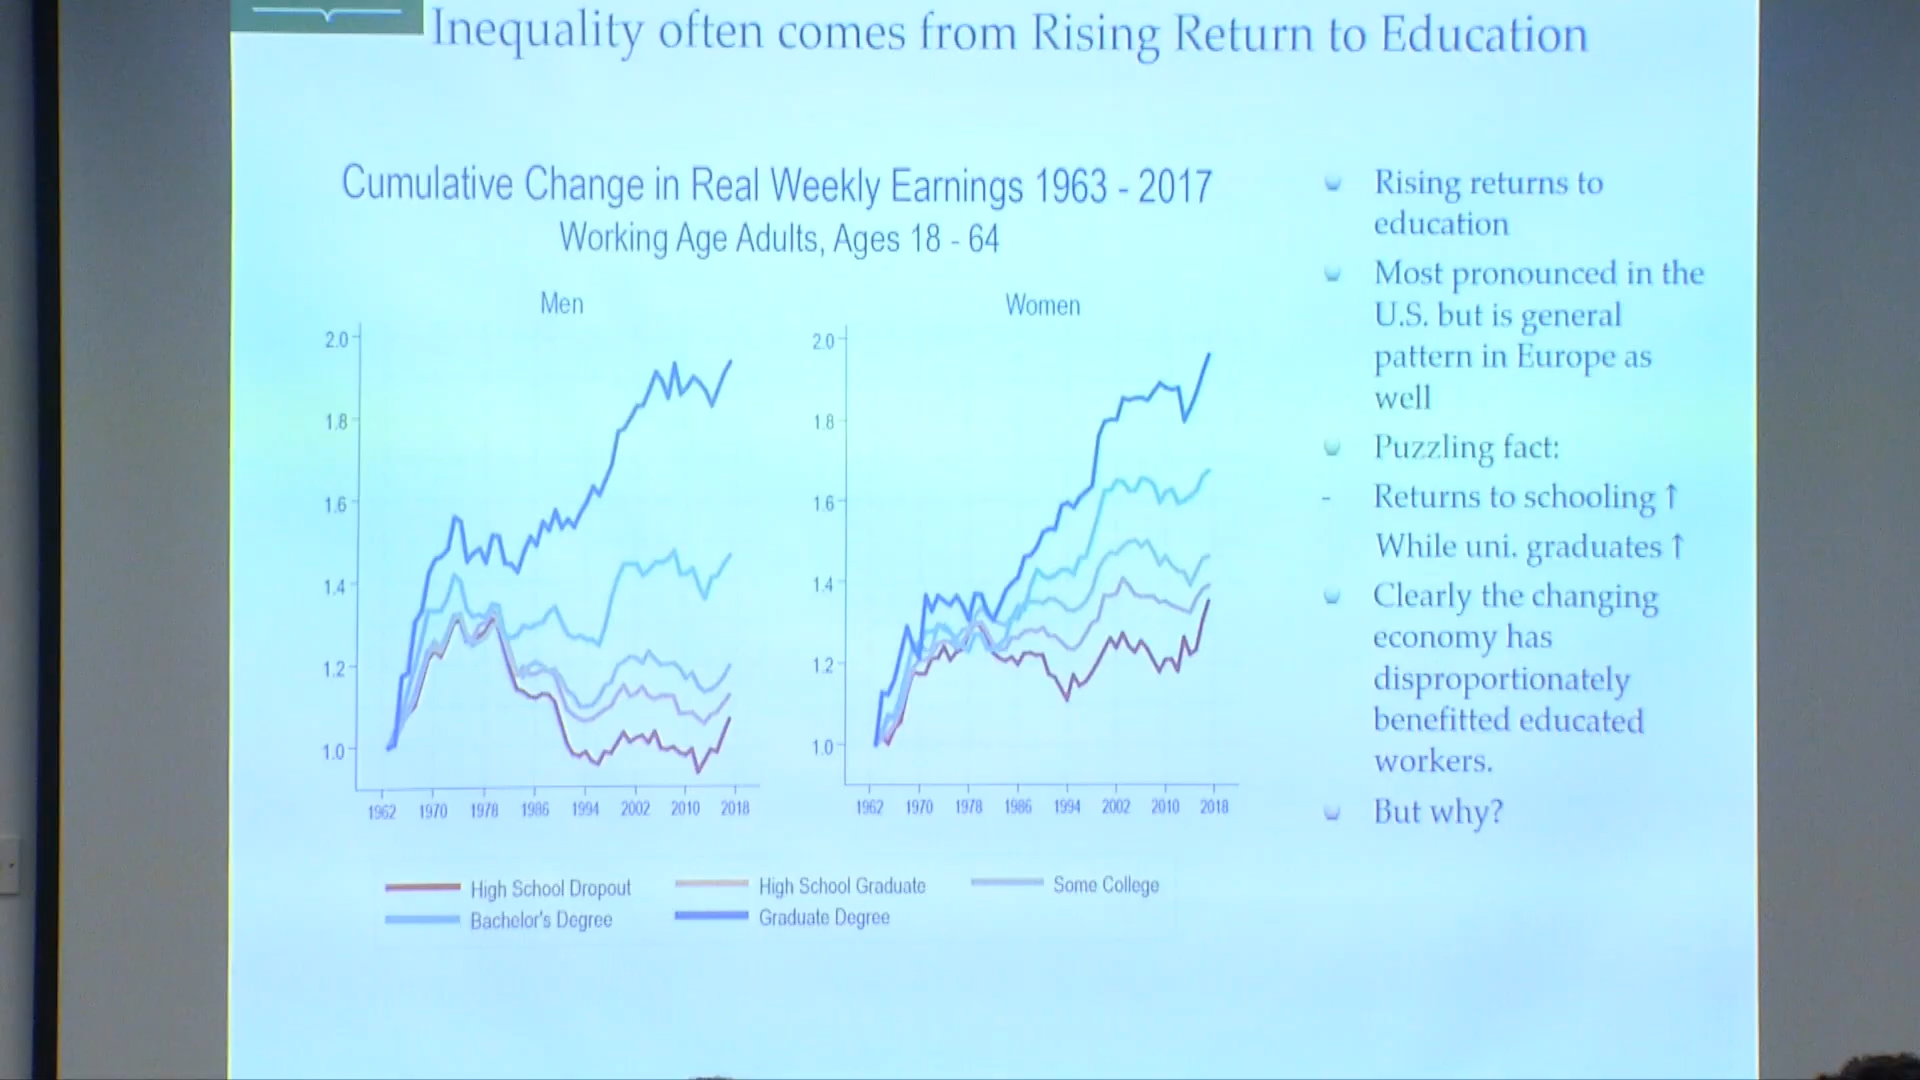 Inequality often comes from Rising Return to Education
Cumulative Change in Real Weekly Earnings 1963 - 2017
Working Age Adults, Ages 18 - 64
Men
2.0
1.8
1.6
1.4
1.2
1.0
1962 1970 1978 1986 1994 2002 2010 2018
Women
2.0
1.8
1.6
1.4
1.2
1.0
1962 1970 1978 1986 1994 2002 2010 2018
High School Dropout High School Graduate Some College
Bachelor's Degree Graduate Degree
Rising returns to
education
Most pronounced in the
U.S. but is general
pattern in Europe as
well
Puzzling fact:
- Returns to schooling ↑
While uni. graduates ↑
Clearly the changing
economy has
disproportionately
benefitted educated
workers.
But why?